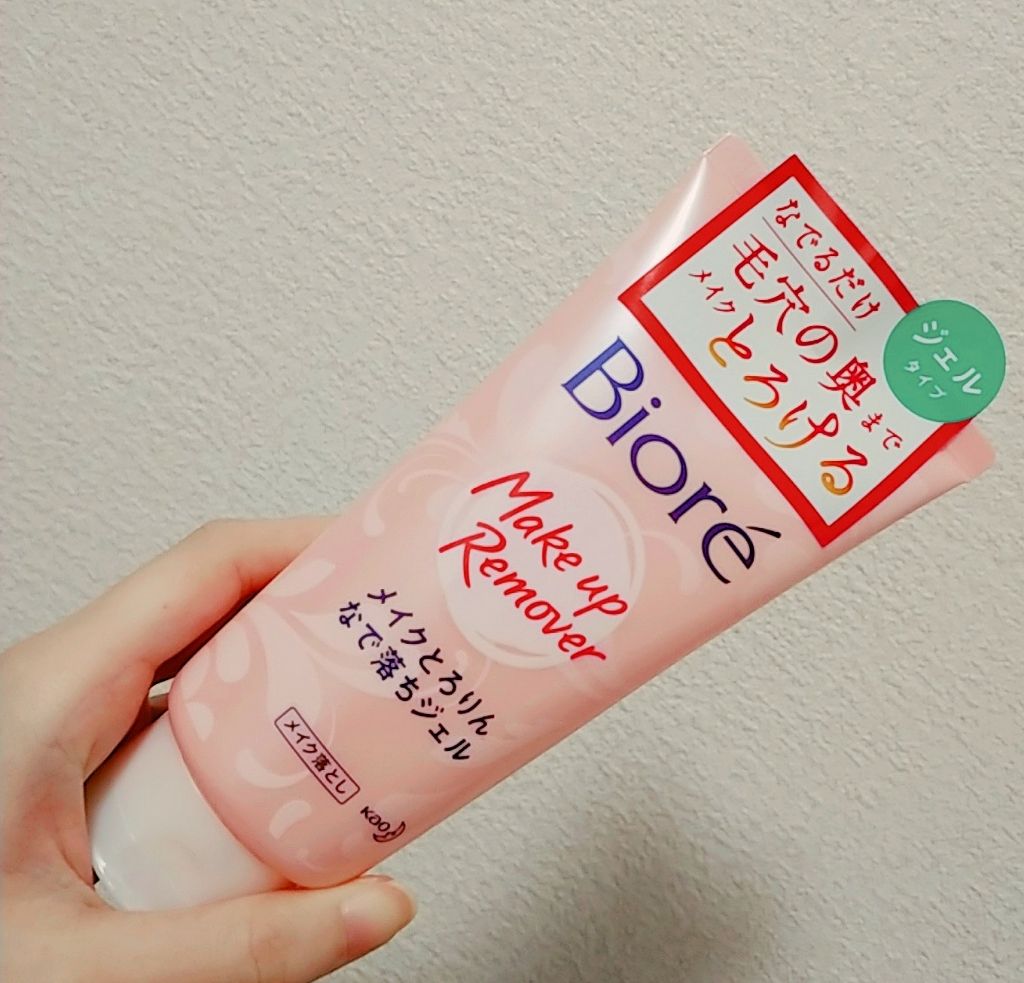 なでるだけ
毛穴の奥まで
メイクとろける
ジェル
タイプ
Bioré
Make up
Remover
メイクとろりん
なで落ちジェル
メイク落とし
Kao